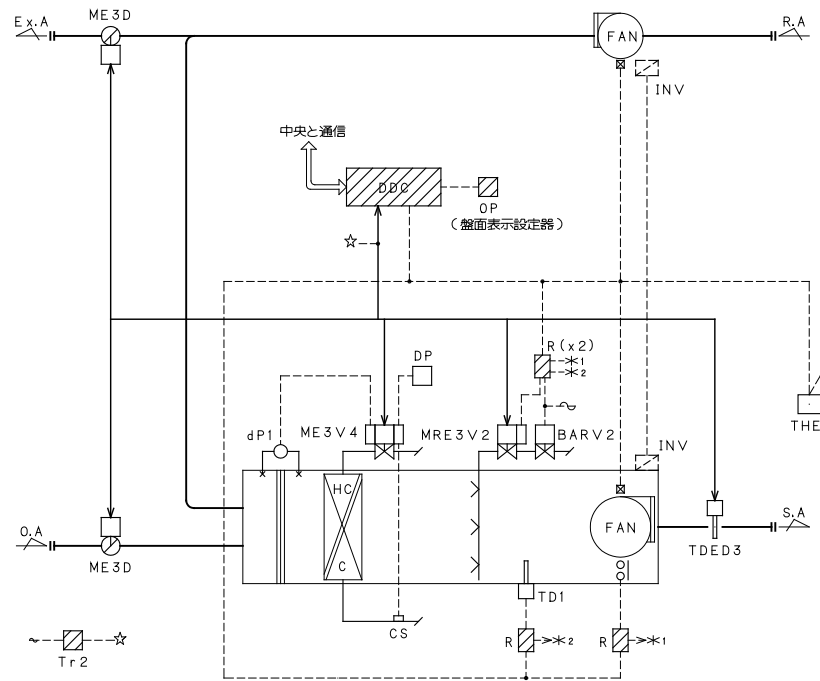 Ex.A
ME3D
FAN
R.A
INV
中央と通信
DDC
OP
(盤面表示設定器)
☆
R(x2)
*1
*2
DP
THE
ME3V4
MRE3V2
BARV2
dP1
INV
HC
C
FAN
O.A
ME3D
S.A
TDED3
TD1
CS
R
*2
R
*1
~
☆
Tr2